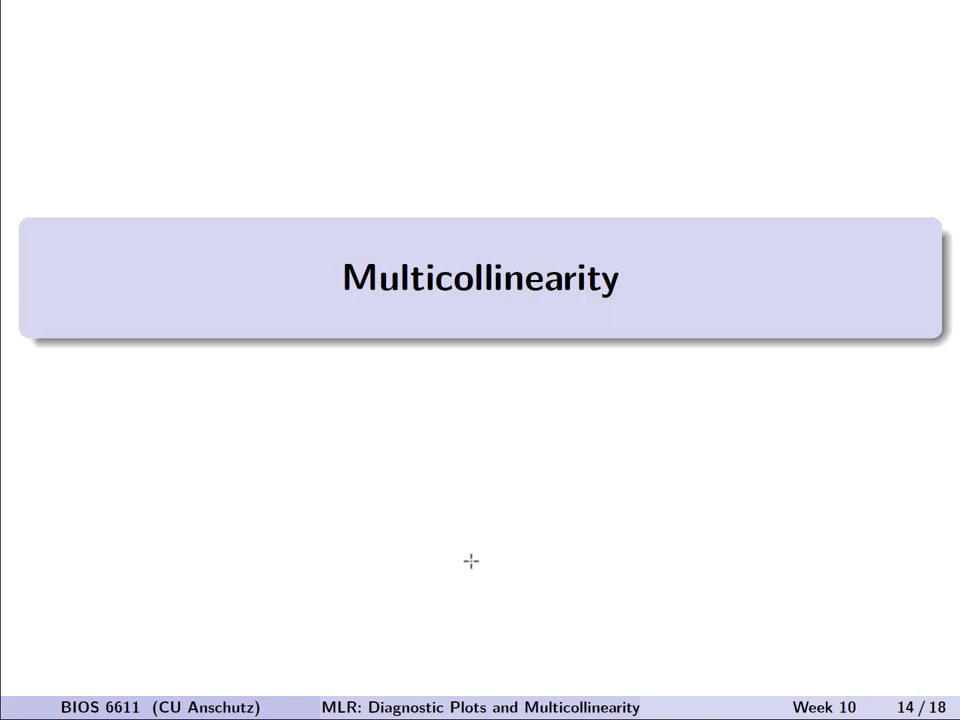 Multicollinearity
BIOS 6611 (CU Anschutz) MLR: Diagnostic Plots and Multicollinearity Week 10 14 / 18